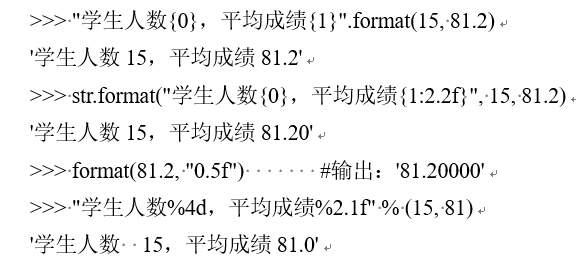 >>> "学生人数{0}，平均成绩{1}".format(15, 81.2)
'学生人数 15，平均成绩 81.2'
>>> str.format("学生人数{0}，平均成绩{1:2.2f}", 15, 81.2)
'学生人数 15，平均成绩 81.20'
>>> format(81.2, "0.5f")       #输出：'81.20000'
>>> "学生人数%4d，平均成绩%2.1f" % (15, 81)
'学生人数  15，平均成绩 81.0'